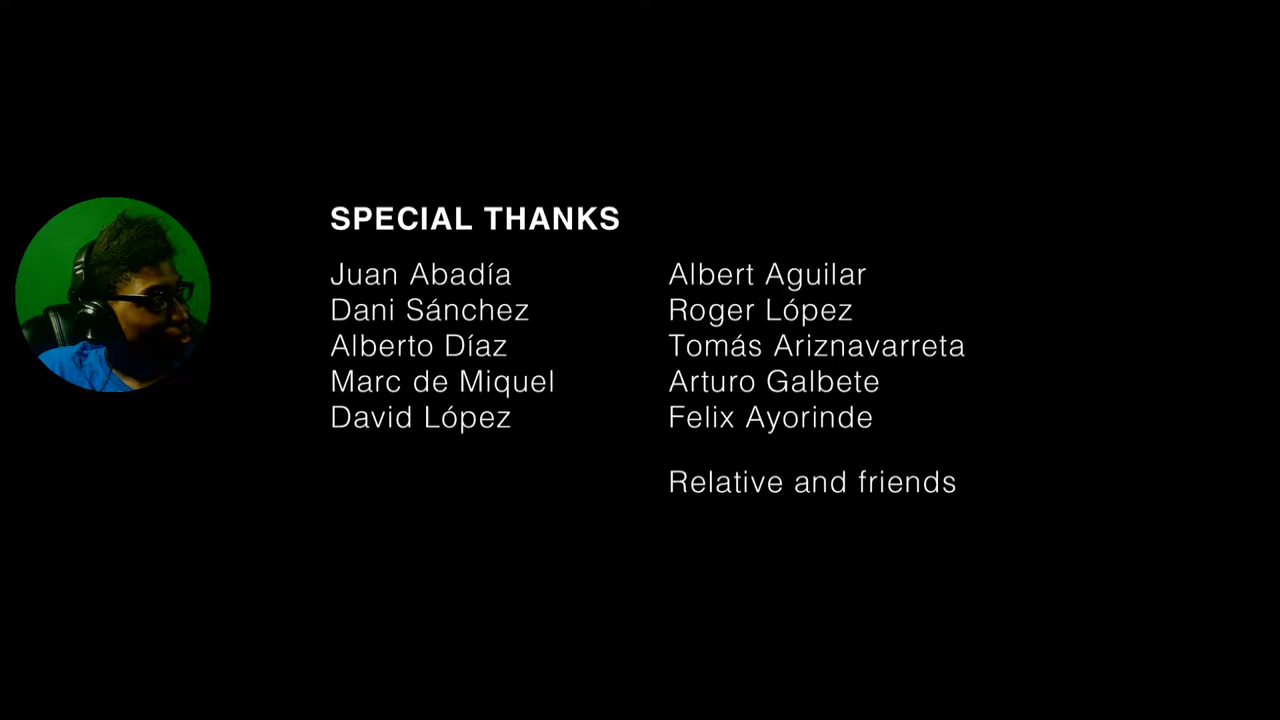 SPECIAL THANKS
Juan Abadía
Dani Sánchez
Alberto Díaz
Marc de Miquel
David López
Albert Aguilar
Roger López
Tomás Ariznavarreta
Arturo Galbete
Felix Ayorinde
Relative and friends